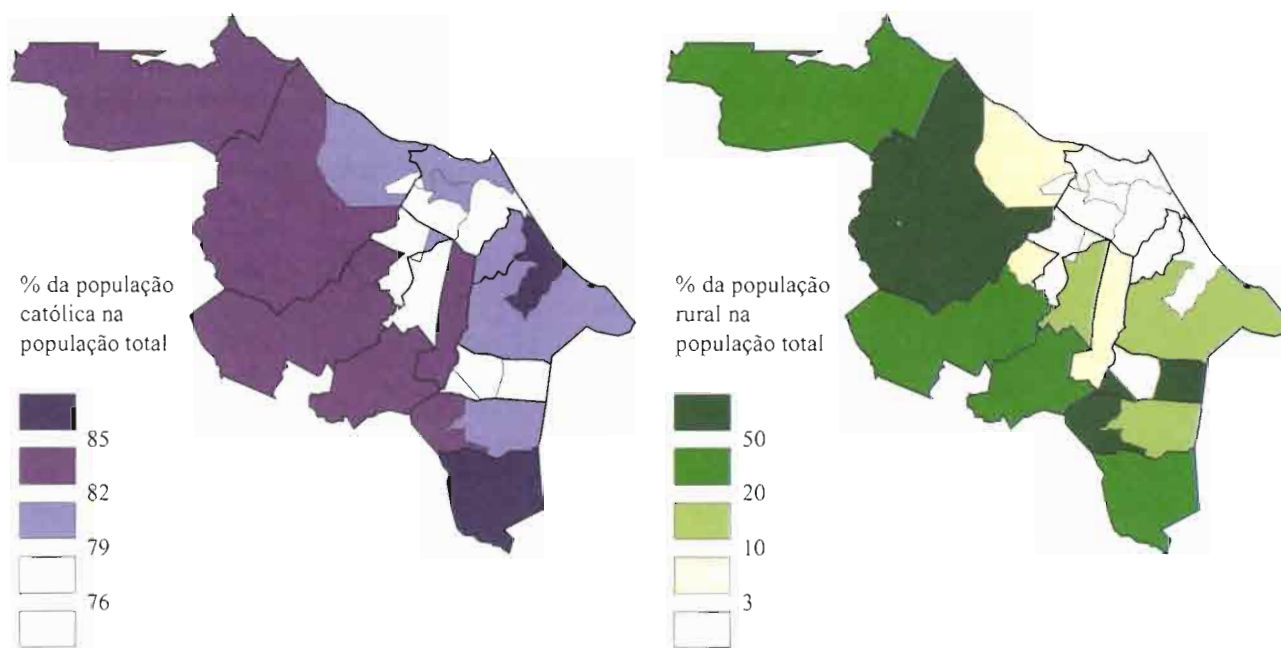 % da população
católica na
população total
85
82
79
76
% da população
rural na
população total
50
20
10
3